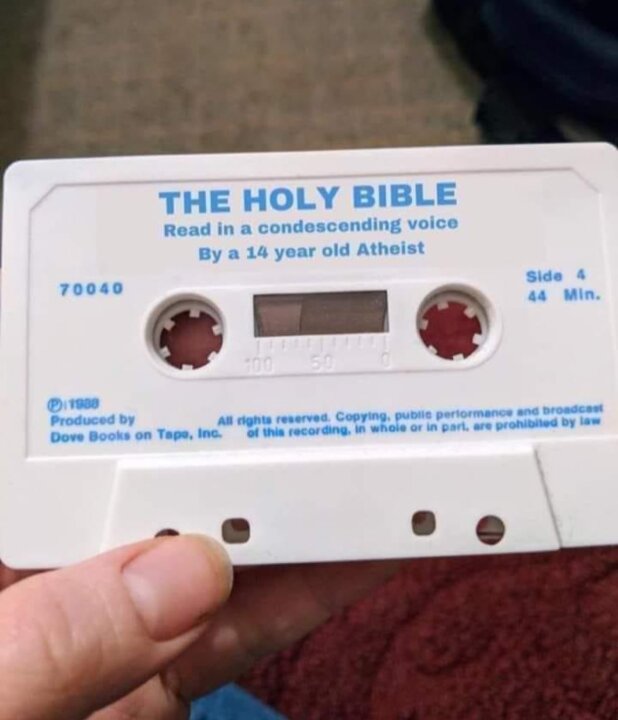 THE HOLY BIBLE
Read in a condescending voice
By a 14 year old Atheist
70040
Side 4
44 Min.
100 50 0
Ⓟ 1988
Produced by
Dove Books on Tape, Inc.
All rights reserved. Copying, public performance and broadcast
of this recording, in whole or in part, are prohibited by law